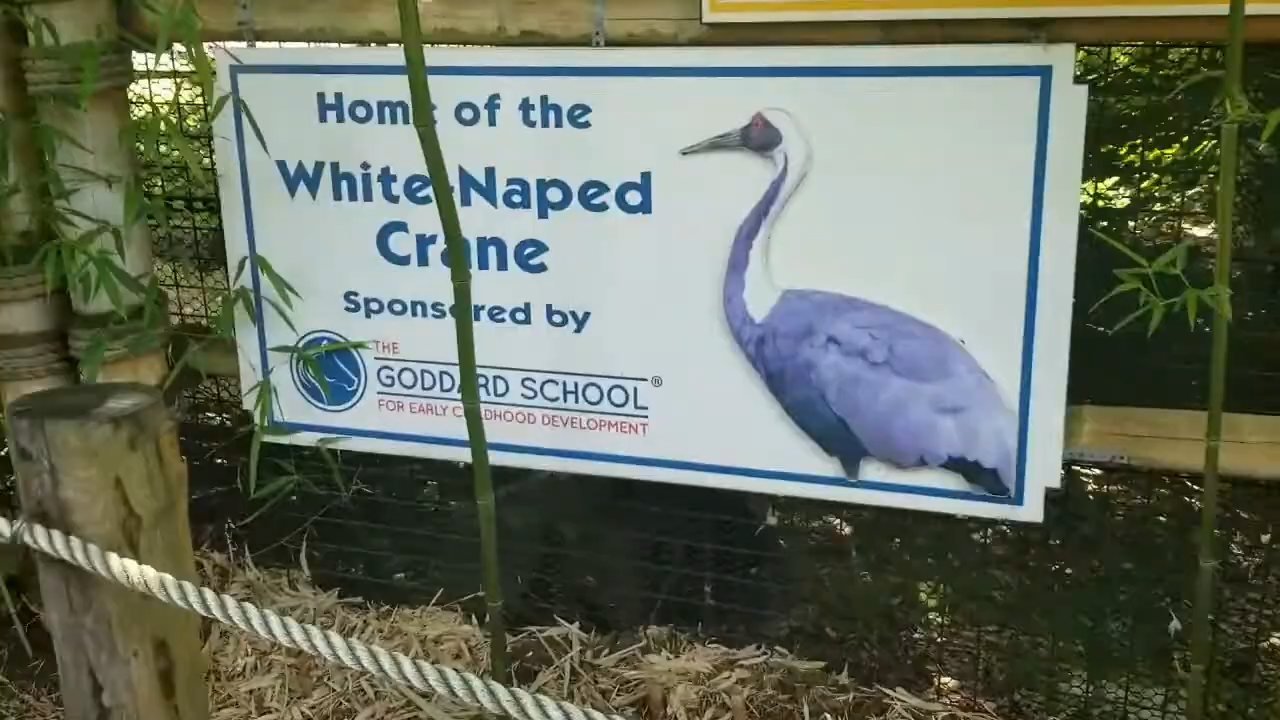 Home of the
White-Naped
Crane
Sponsored by
THE
GODDARD SCHOOL®
FOR EARLY CHILDHOOD DEVELOPMENT